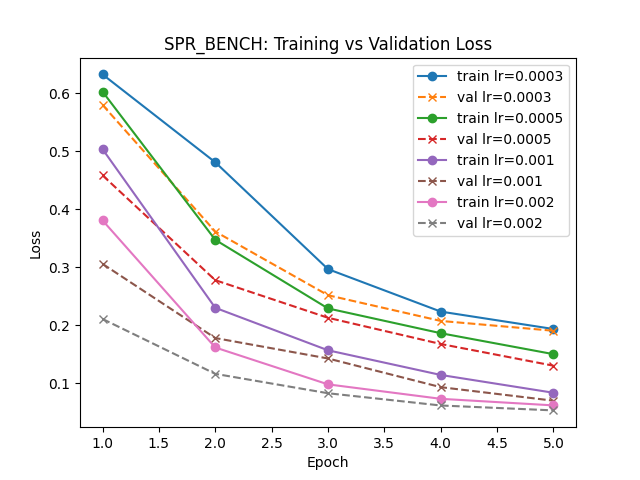 SPR_BENCH: Training vs Validation Loss
train lr=0.0003
val lr=0.0003
train lr=0.0005
val lr=0.0005
train lr=0.001
val lr=0.001
train lr=0.002
val lr=0.002
Loss
0.6
0.5
0.4
0.3
0.2
0.1
1.0 1.5 2.0 2.5 3.0 3.5 4.0 4.5 5.0
Epoch